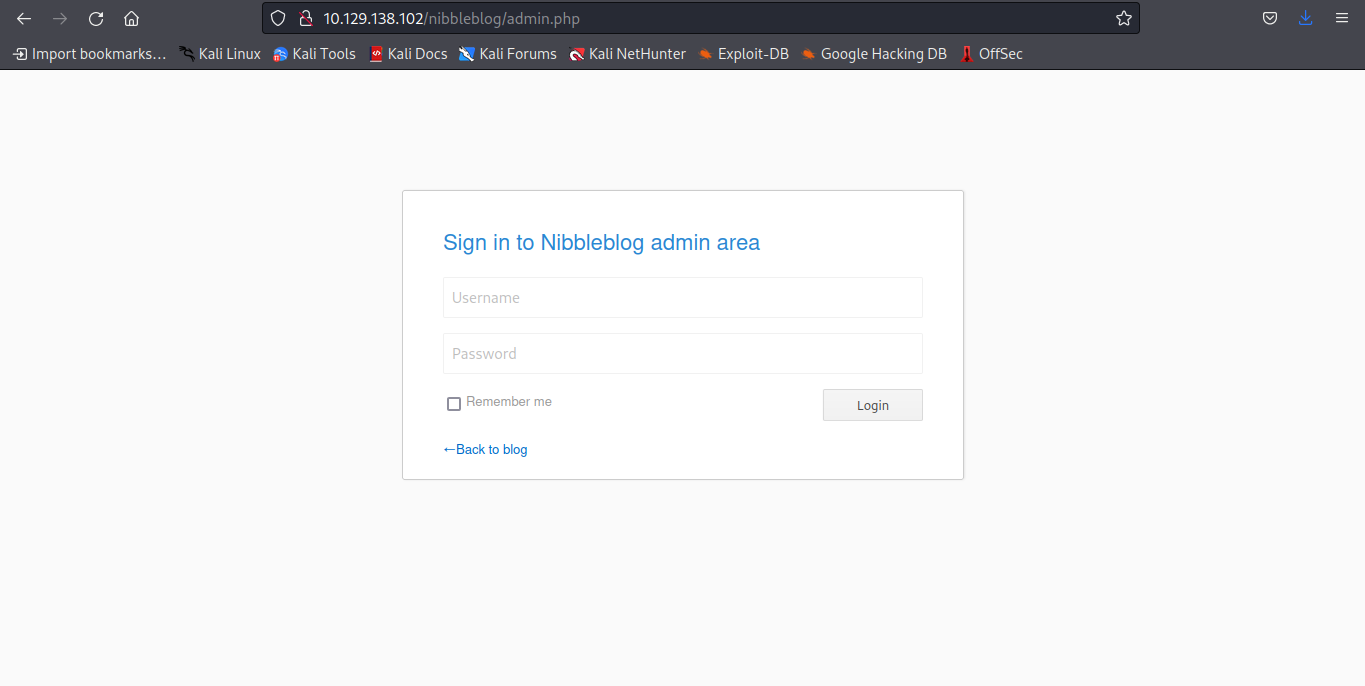 10.129.138.102/nibbleblog/admin.php
Import bookmarks… Kali Linux Kali Tools Kali Docs Kali Forums Kali NetHunter Exploit-DB Google Hacking DB OffSec
Sign in to Nibbleblog admin area
Username
Password
Remember me Login
←Back to blog